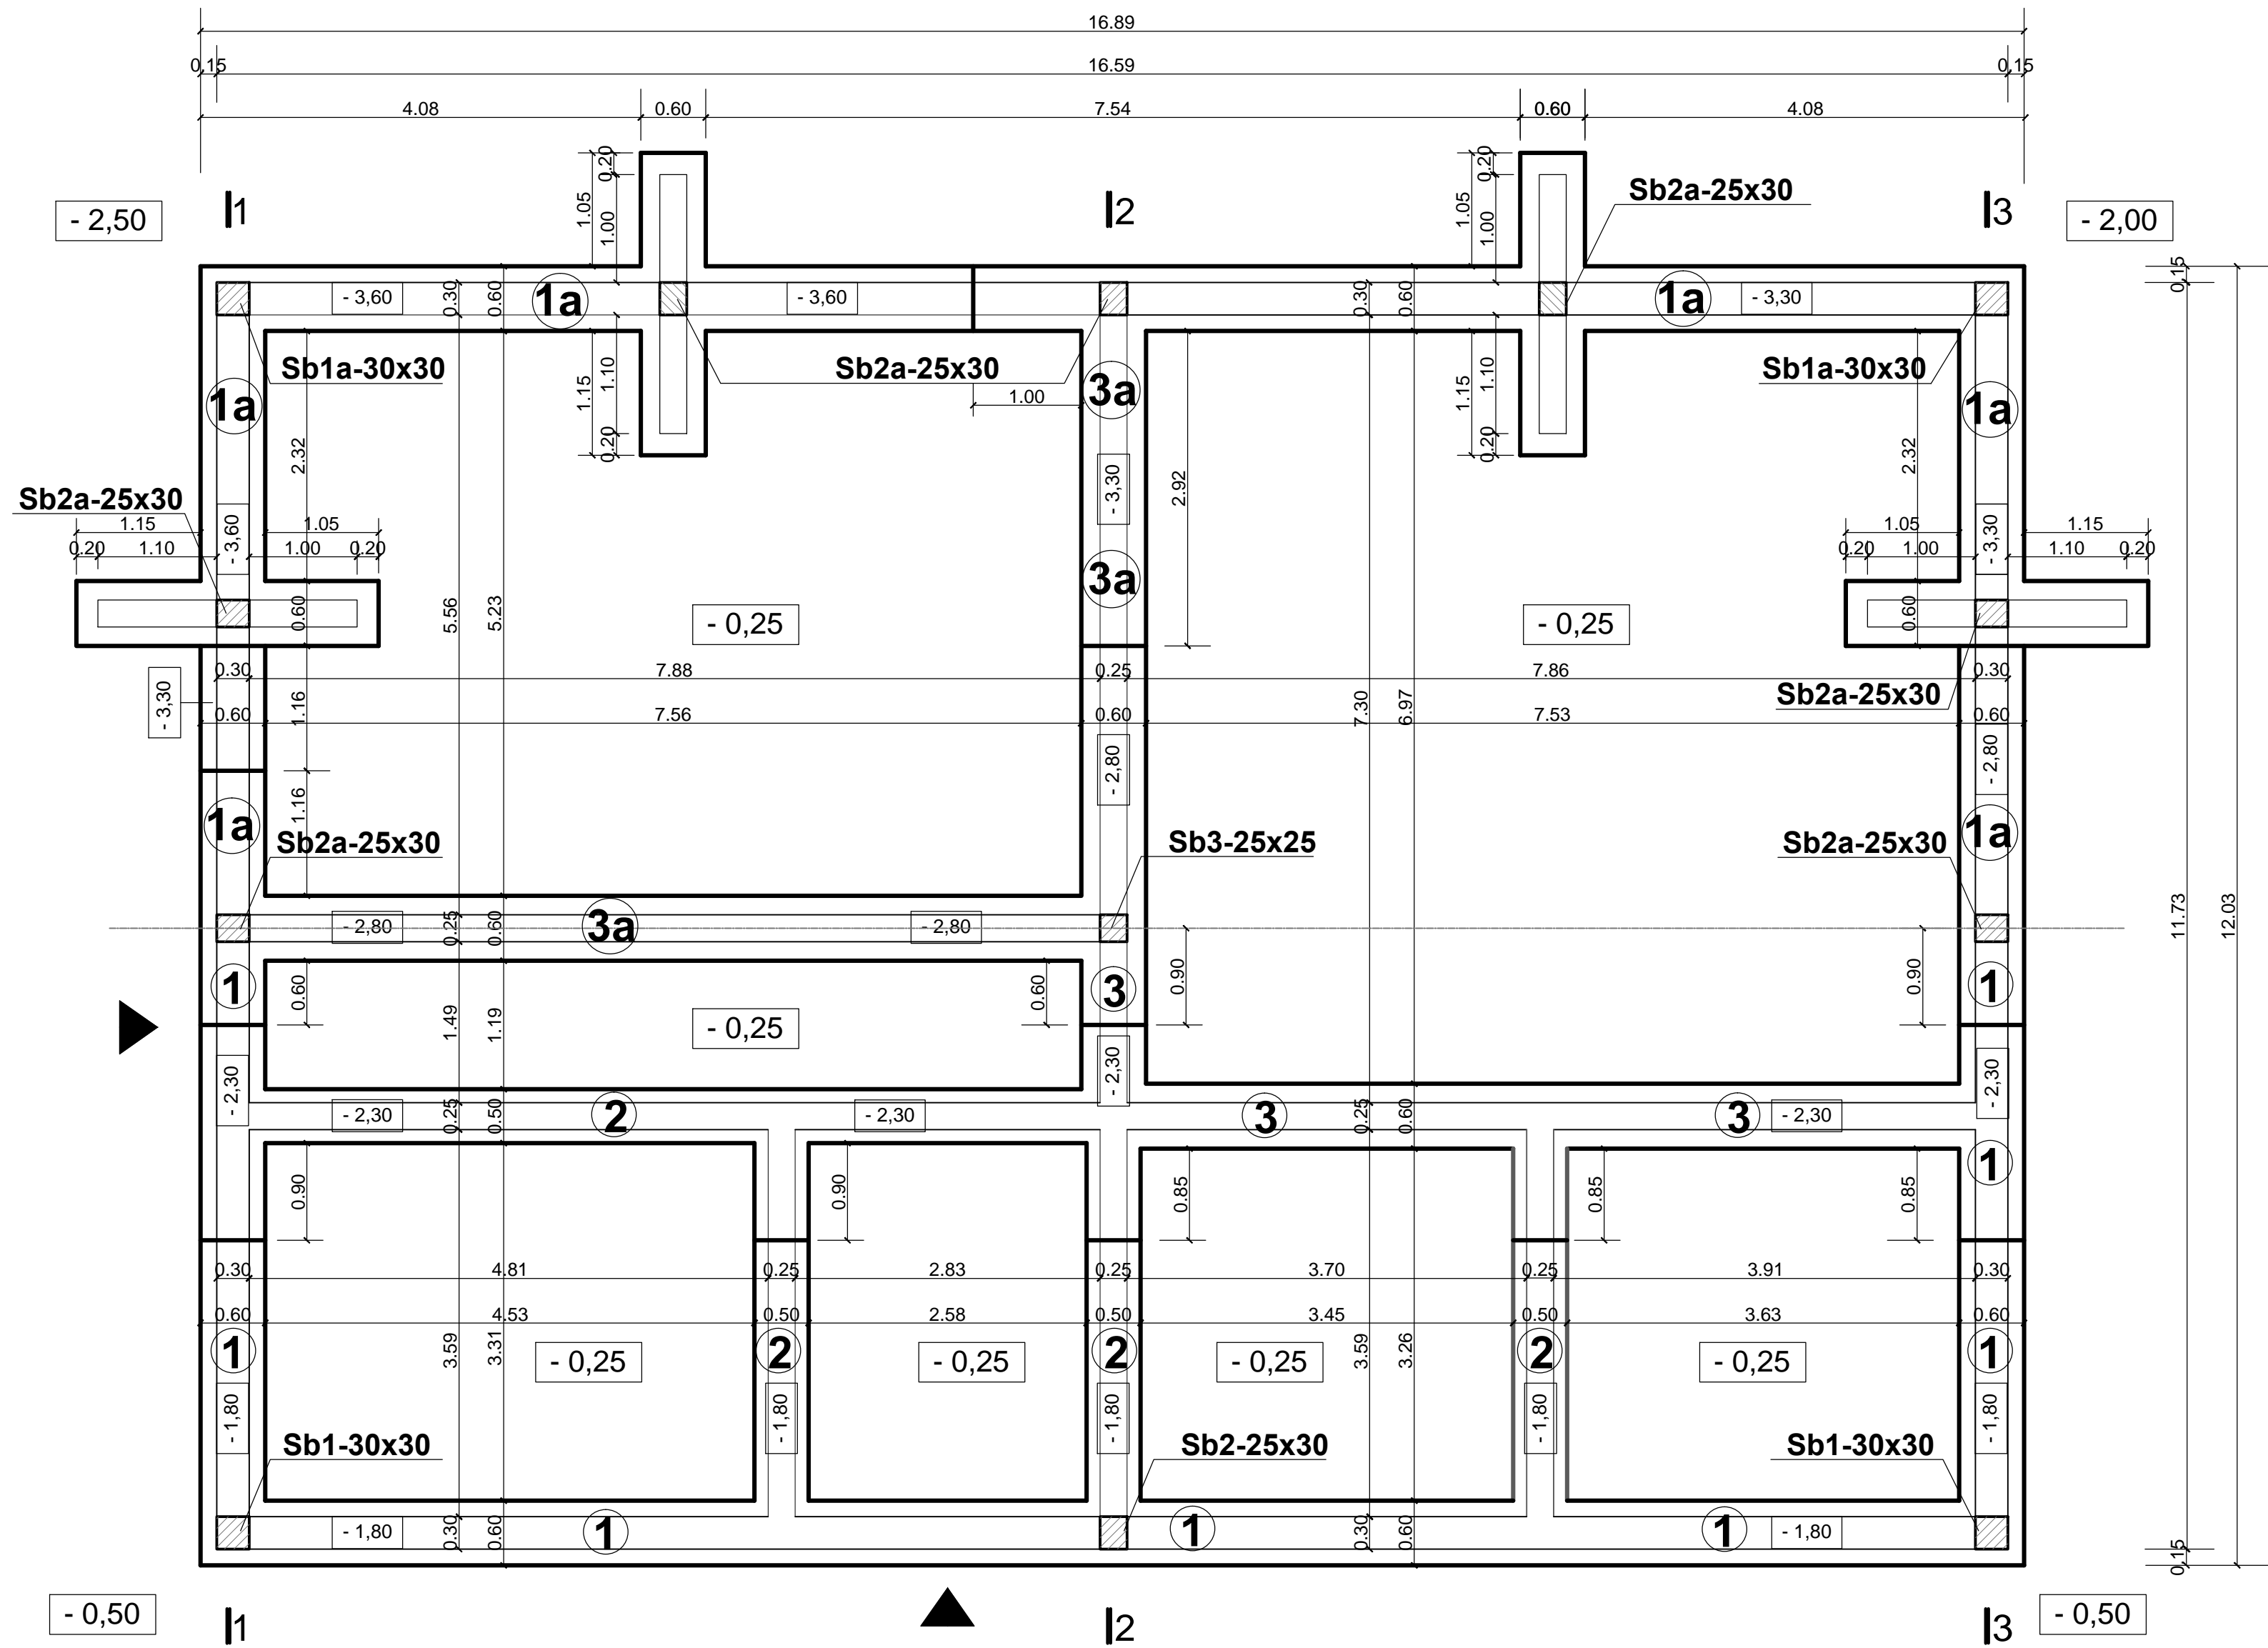 16.89
0.15 16.59 0.15
4.08 0.60 7.54 0.60 4.08
0.20 0.20
1.05 1.00 1.05 1.00
Sb2a-25x30
- 2,50 1 2 3 - 2,00
0.15
- 3,60 0.30 0.60 1a - 3,60 0.30 0.60 1a - 3,30
Sb1a-30x30 Sb2a-25x30 Sb1a-30x30
1.15 1.10 1.00 1.15 1.10
1a 3a 1a
0.20 0.20
2.32 2.92 2.32
- 3,30
Sb2a-25x30
1.15 1.05 1.05 1.15
0.20 1.10 - 3,60 1.00 0.20 0.20 1.00 - 3,30 1.10 0.20
3a
0.60 5.56 5.23 - 0,25 - 0,25 0.60
0.30 7.88 0.25 7.86 0.30
- 3,30 1.16 Sb2a-25x30
0.60 7.56 0.60 7.30 6.97 7.53 0.60
- 2,80 - 2,80
1.16
1a 1a
Sb2a-25x30 Sb3-25x25 Sb2a-25x30
11.73 12.03
- 2,80 0.25 0.60 3a - 2,80
1 0.60 0.60 3 0.90 0.90 1
1.49 1.19 - 0,25
- 2,30 - 2,30 - 2,30
- 2,30 0.25 0.50 2 - 2,30 3 0.25 0.60 3 - 2,30
1
0.90 0.90 0.85 0.85 0.85
0.30 4.81 0.25 2.83 0.25 3.70 0.25 3.91 0.30
0.60 4.53 0.50 2.58 0.50 3.45 0.50 3.63 0.60
1 3.59 3.31 - 0,25 2 - 0,25 2 - 0,25 3.59 3.26 2 - 0,25 1
- 1,80 - 1,80 - 1,80 - 1,80 - 1,80
Sb1-30x30 Sb2-25x30 Sb1-30x30
- 1,80 0.30 0.60 1 1 0.30 0.60 1 - 1,80
0.15
- 0,50 1 2 3 - 0,50